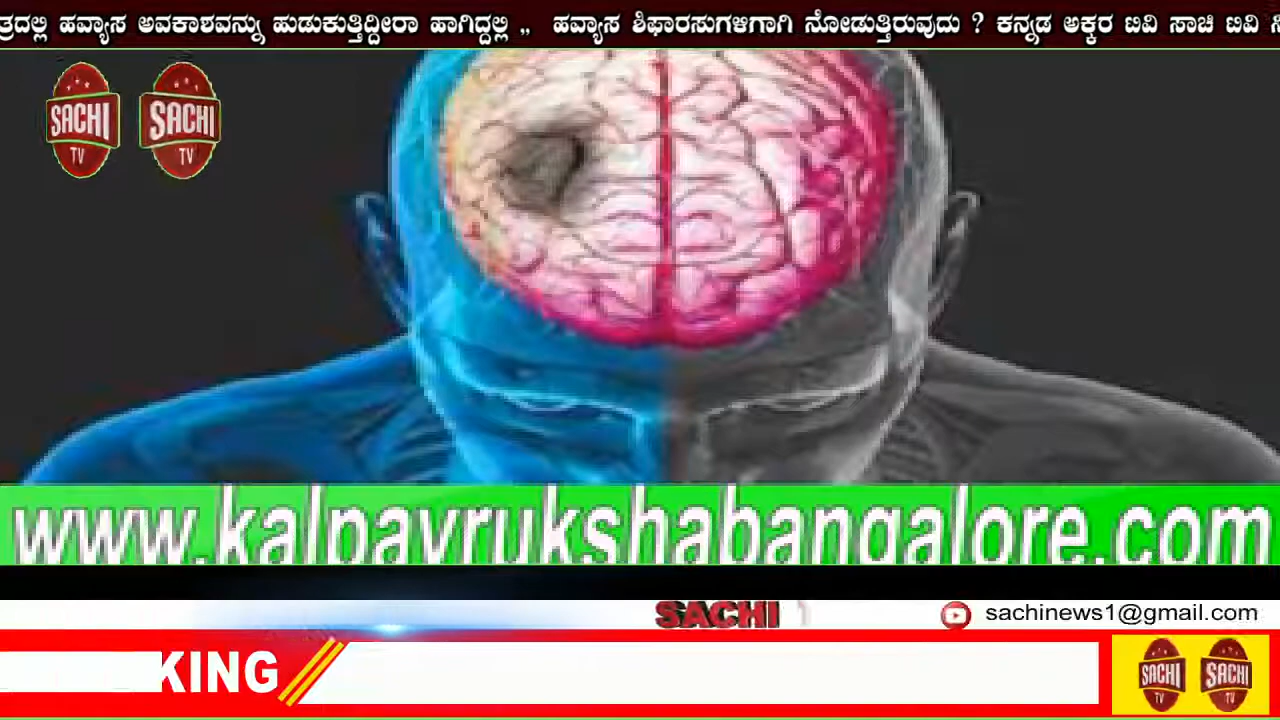 ಹವ್ಯಾಸ ಅವಕಾಶವನ್ನು ಹುಡುಕುತ್ತಿದ್ದೀರಾ ಹಾಗಿದ್ದಲ್ಲಿ ,, ಹವ್ಯಾಸ ಶಿಫಾರಸುಗಳಿಗಾಗಿ ನೋಡುತ್ತಿರುವುದು ? ಕನ್ನಡ ಅಕ್ಕರ ಟಿವಿ ಸಾಚಿ ಟಿವಿ
SACHI SACHI
TV TV
www.kalpavrukshabangalore.com
SACHI
sachinews1@gmail.com
KING
SACHI SACHI
TV TV